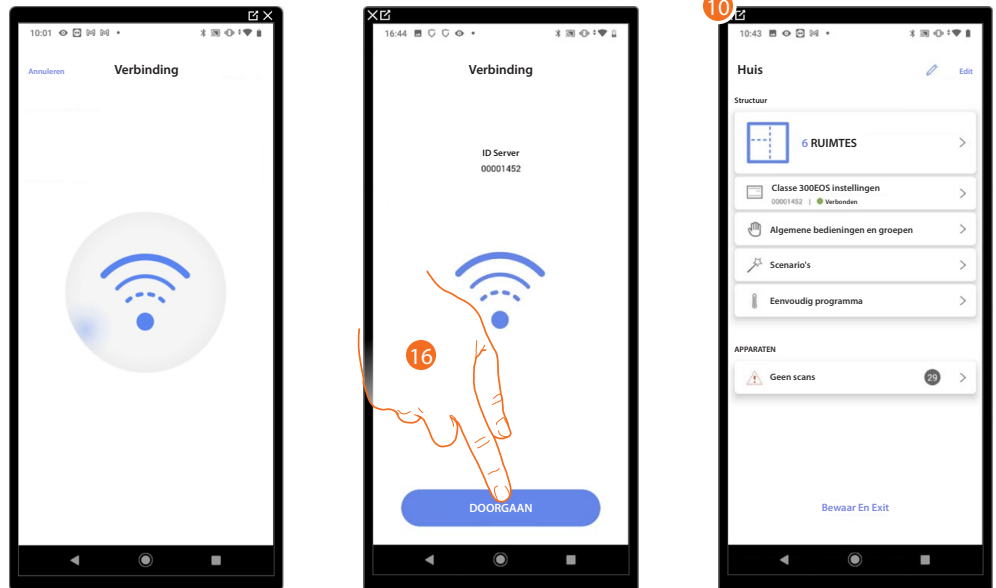 10:01
Annuleren Verbinding
16:44
Verbinding
ID Server
00001452
16
DOORGAAN
10
10:43
Huis Edit
Structuur
6 RUIMTES
Classe 300EOS instellingen
00001452 | Verbonden
Algemene bedieningen en groepen
Scenario's
Eenvoudig programma
APPARATEN
Geen scans 29
Bewaar En Exit